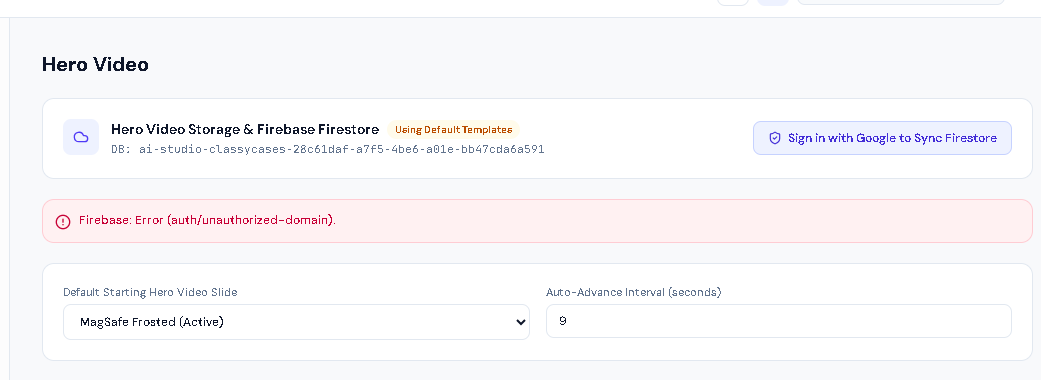 Hero Video
Hero Video Storage & Firebase Firestore
Using Default Templates
DB: ai-studio-classycases-28c61daf-a7f5-4be6-a01e-bb47cda6a591
Sign in with Google to Sync Firestore
Firebase: Error (auth/unauthorized-domain).
Default Starting Hero Video Slide
Auto-Advance Interval (seconds)
MagSafe Frosted (Active)
9